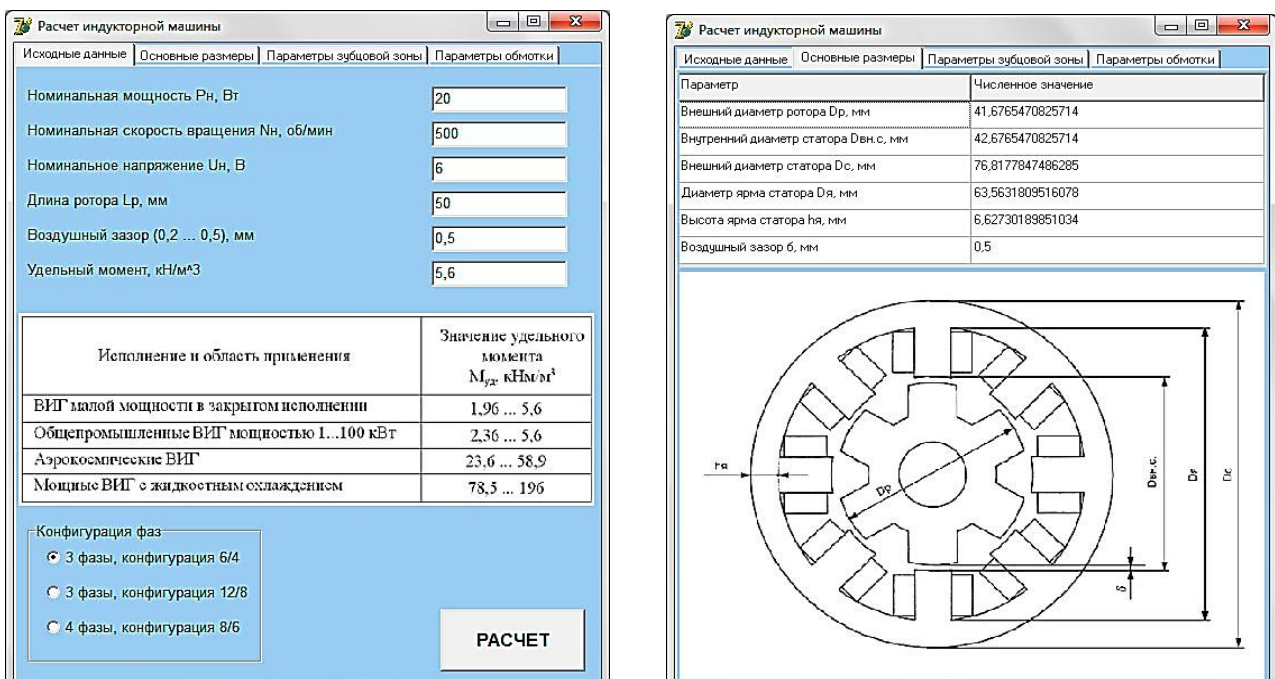 Расчет индукторной машины
Исходные данные Основные размеры Параметры зубцовой зоны Параметры обмотки
Номинальная мощность Рн, Вт 20
Номинальная скорость вращения Nн, об/мин 500
Номинальное напряжение Uн, В 6
Длина ротора Lр, мм 50
Воздушный зазор (0,2 ... 0,5), мм 0,5
Удельный момент, кН/м^3 5,6
Исполнение и область применения
Значение удельного
момента
Mуд, кНм/м³
ВИГ малой мощности в закрытом исполнении 1,96 ... 5,6
Общепромышленные ВИГ мощностью 1...100 кВт 2,36 ... 5,6
Аэрокосмические ВИГ 23,6 ... 58,9
Мощные ВИГ с жидкостным охлаждением 78,5 ... 196
Конфигурация фаз
3 фазы, конфигурация 6/4
3 фазы, конфигурация 12/8
4 фазы, конфигурация 8/6
РАСЧЕТ
Расчет индукторной машины
Исходные данные Основные размеры Параметры зубцовой зоны Параметры обмотки
Параметр Численное значение
Внешний диаметр ротора Dр, мм 41,6765470825714
Внутренний диаметр статора Dвн.с, мм 42,6765470825714
Внешний диаметр статора Dс, мм 76,8177847486285
Диаметр ярма статора Dя, мм 63,5631809516078
Высота ярма статора hя, мм 6,62730189851034
Воздушный зазор б, мм 0,5
hя
Dр
Dвн.с.
Dя
Dс
δ